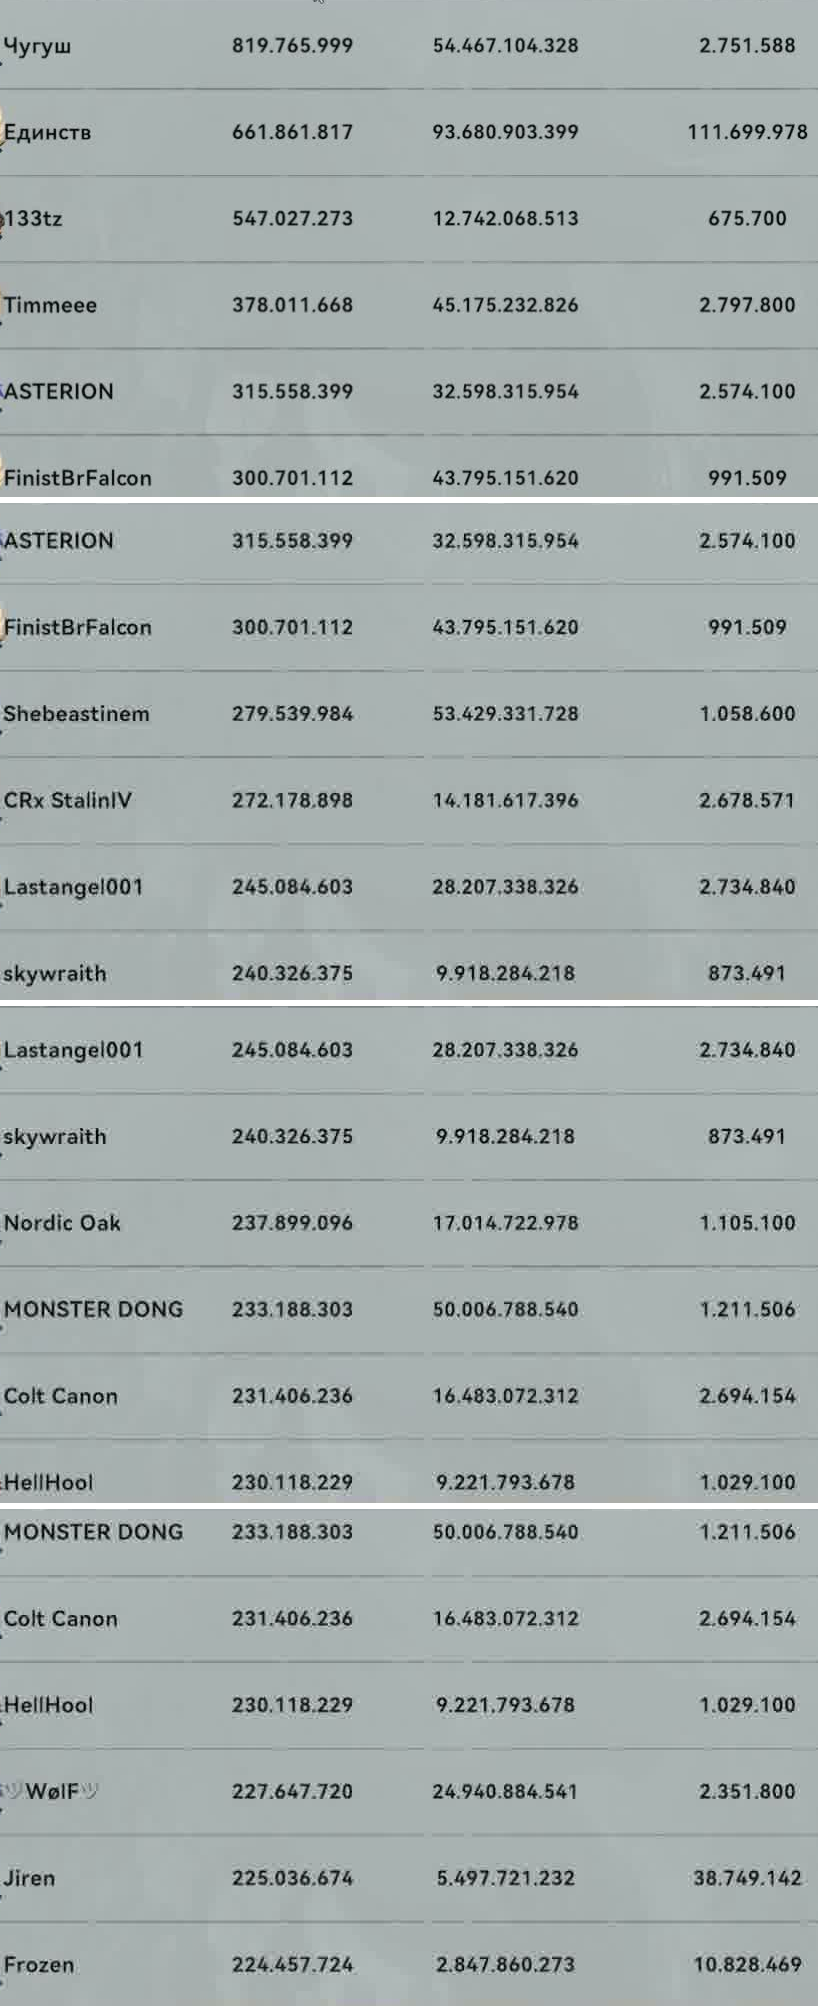 Чугуш 819.765.999 54.467.104.328 2.751.588
Единств 661.861.817 93.680.903.399 111.699.978
133tz 547.027.273 12.742.068.513 675.700
Timmeee 378.011.668 45.175.232.826 2.797.800
ASTERION 315.558.399 32.598.315.954 2.574.100
FinistBrFalcon 300.701.112 43.795.151.620 991.509
ASTERION 315.558.399 32.598.315.954 2.574.100
FinistBrFalcon 300.701.112 43.795.151.620 991.509
Shebeastinem 279.539.984 53.429.331.728 1.058.600
CRx StalinIV 272.178.898 14.181.617.396 2.678.571
Lastangel001 245.084.603 28.207.338.326 2.734.840
skywraith 240.326.375 9.918.284.218 873.491
Lastangel001 245.084.603 28.207.338.326 2.734.840
skywraith 240.326.375 9.918.284.218 873.491
Nordic Oak 237.899.096 17.014.722.978 1.105.100
MONSTER DONG 233.188.303 50.006.788.540 1.211.506
Colt Canon 231.406.236 16.483.072.312 2.694.154
HellHool 230.118.229 9.221.793.678 1.029.100
MONSTER DONG 233.188.303 50.006.788.540 1.211.506
Colt Canon 231.406.236 16.483.072.312 2.694.154
HellHool 230.118.229 9.221.793.678 1.029.100
ツWølFツ 227.647.720 24.940.884.541 2.351.800
Jiren 225.036.674 5.497.721.232 38.749.142
Frozen 224.457.724 2.847.860.273 10.828.469